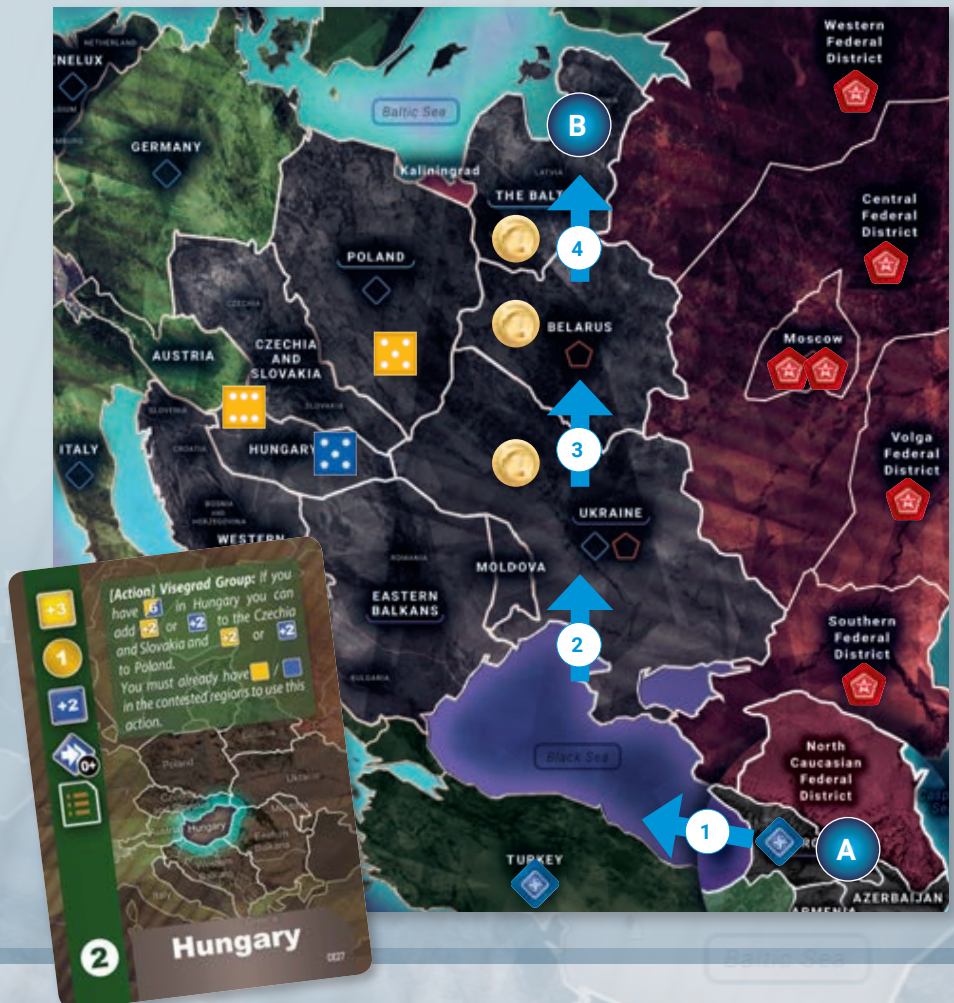 Western
Federal
District
NETHERLAND
ENELUX
Baltic Sea
B
GERMANY
LATVIA
Kaliningrad
THE BALT
Central
Federal
District
4
POLAND
CZECHIA
BELARUS
Moscow
AUSTRIA
CZECHIA
AND
SLOVAKIA
SLOVENIA
SLOVAKIA
ITALY
CROATIA
HUNGARY
3
Volga
Federal
District
BOSNIA
AND
HERZEGOVINA
UKRAINE
WESTERN
ROMANIA
MOLDOVA
EASTERN
BALKANS
2
Southern
Federal
District
BULGARIA
Black Sea
North
Caucasian
Federal
District
1
A
TURKEY
AZERBAIJAN
ARMENIA
+3
1
+2
0+
[Action] Visegrad Group: if you
have 6 in Hungary you can
add +2 or +2 to the Czechia
and Slovakia and +2 or +2
to Poland.
You must already have / 
in the contested regions to use this
action.
Poland
Ukraine
Hungary
Eastern
Balkans
2
Hungary
CE27
Baltic Sea